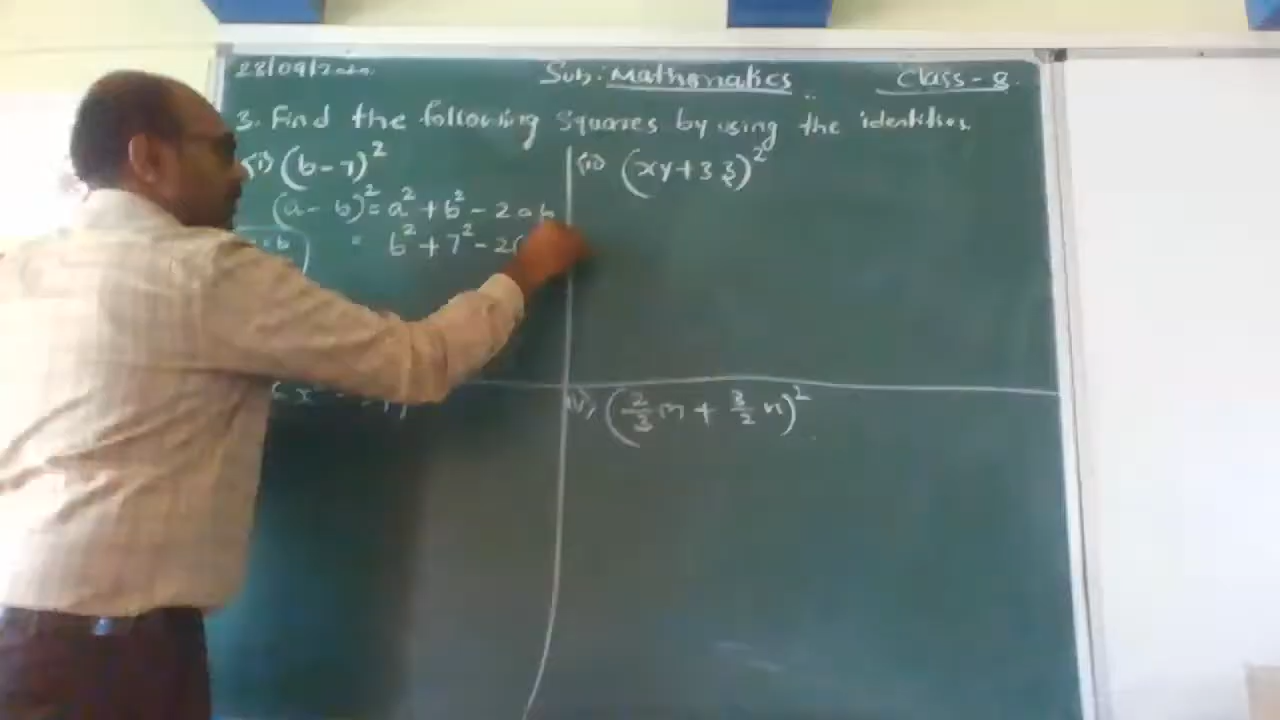 28/09/2020 Sub: Mathematics Class - 8
3. Find the following Squares by using the identities.
(i) (b-7)²
(a - b)² = a² + b² - 2ab
= b² + 7² - 2(
(ii) (xy+33)²
iv) (2/3 m + 3/2 n)²